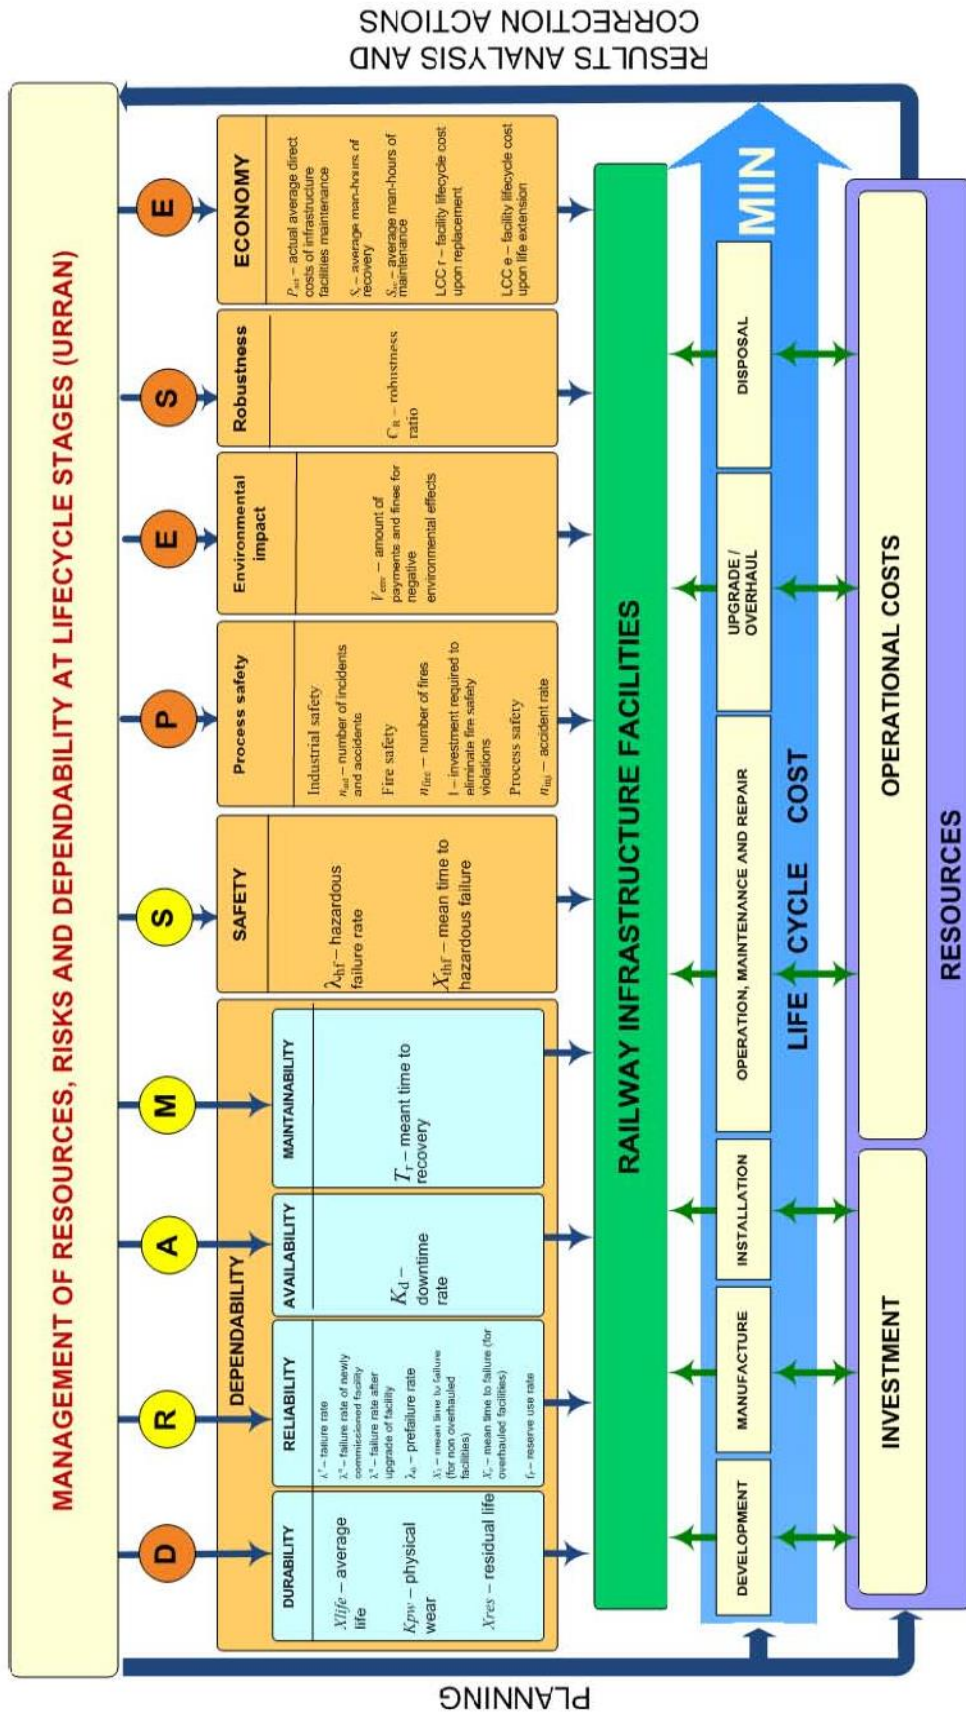 MANAGEMENT OF RESOURCES, RISKS AND DEPENDABILITY AT LIFECYCLE STAGES (URRAN)
D
R
A
M
S
P
E
S
E
DEPENDABILITY
DURABILITY
Xlife – average
life
Kpw – physical
wear
Xres – residual life
RELIABILITY
– failure rate
– failure rate of newly
commissioned facility
– failure rate after
upgrade of facility
– prefailure rate
– mean time to failure
(for non overhauled
facilities)
– mean time to failure (for
overhauled facilities)
– reserve use rate
AVAILABILITY
Kd –
downtime
rate
MAINTAINABILITY
Tr – meant time to
recovery
SAFETY
λhf – hazardous
failure rate
Xthf – mean time to
hazardous failure
Process safety
Industrial safety
– number of incidents
and accidents
Fire safety
nfire – number of fires
I – investment required to
eliminate fire safety
violations
Process safety
ninj – accident rate
Environmental
impact
Venv – amount of
payments and fines for
negative
environmental effects
Robustness
CR – robustness
ratio
ECONOMY
– actual average direct
costs of infrastructure
facilities maintenance
– average man-hours of
recovery
– average man-hours of
maintenance
LCC r – facility lifecycle cost
upon replacement
LCC e – facility lifecycle cost
upon life extension
RAILWAY INFRASTRUCTURE FACILITIES
DEVELOPMENT
MANUFACTURE
INSTALLATION
OPERATION, MAINTENANCE AND REPAIR
UPGRADE /
OVERHAUL
DISPOSAL
MIN
LIFE CYCLE COST
INVESTMENT
OPERATIONAL COSTS
RESOURCES
PLANNING
RESULTS ANALYSIS AND
CORRECTION ACTIONS